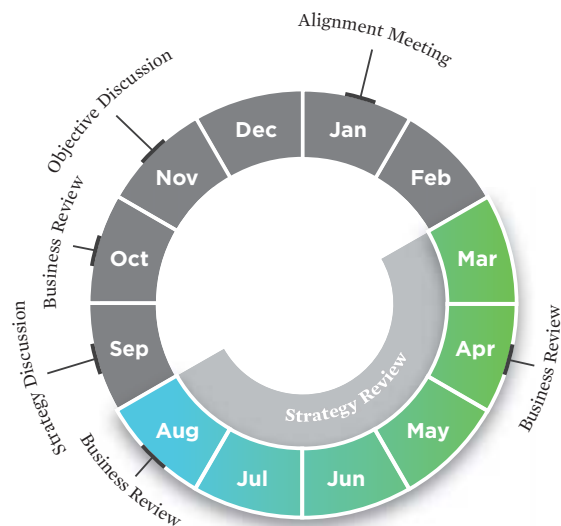 Alignment Meeting
Objective Discussion
Dec
Jan
Nov
Feb
Business Review
Oct
Mar
Strategy Discussion
Sep
Apr
Business Review
Strategy Review
Aug
May
Business Review
Jul
Jun